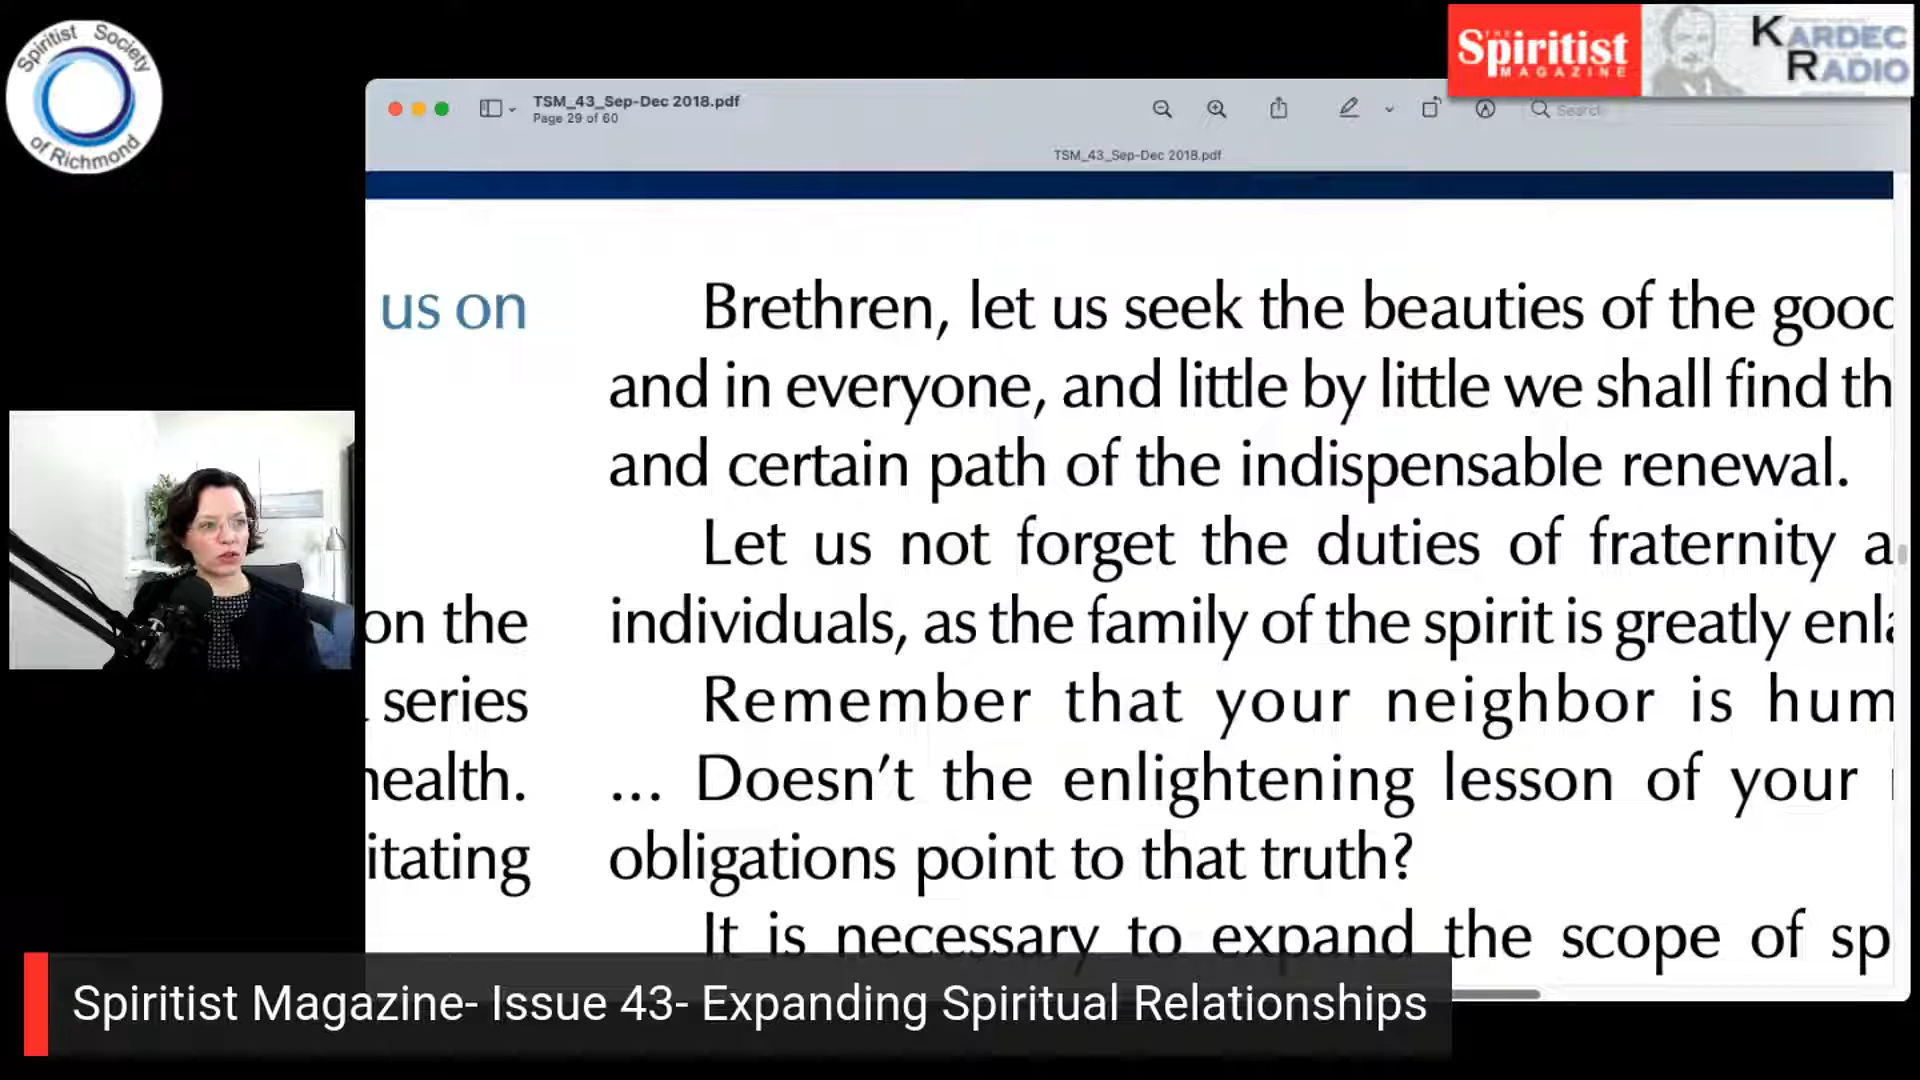 Spiritist Society
of Richmond
THE
Spiritist
MAGAZINE
KARDEC
RADIO
TSM_43_Sep-Dec 2018.pdf
Page 29 of 60
Search
TSM_43_Sep-Dec 2018.pdf
us on
on the
series
health.
itating
Brethren, let us seek the beauties of the good
and in everyone, and little by little we shall find th
and certain path of the indispensable renewal.
Let us not forget the duties of fraternity a
individuals, as the family of the spirit is greatly enla
Remember that your neighbor is hum
... Doesn’t the enlightening lesson of your
obligations point to that truth?
It is necessary to expand the scope of sp
Spiritist Magazine- Issue 43- Expanding Spiritual Relationships